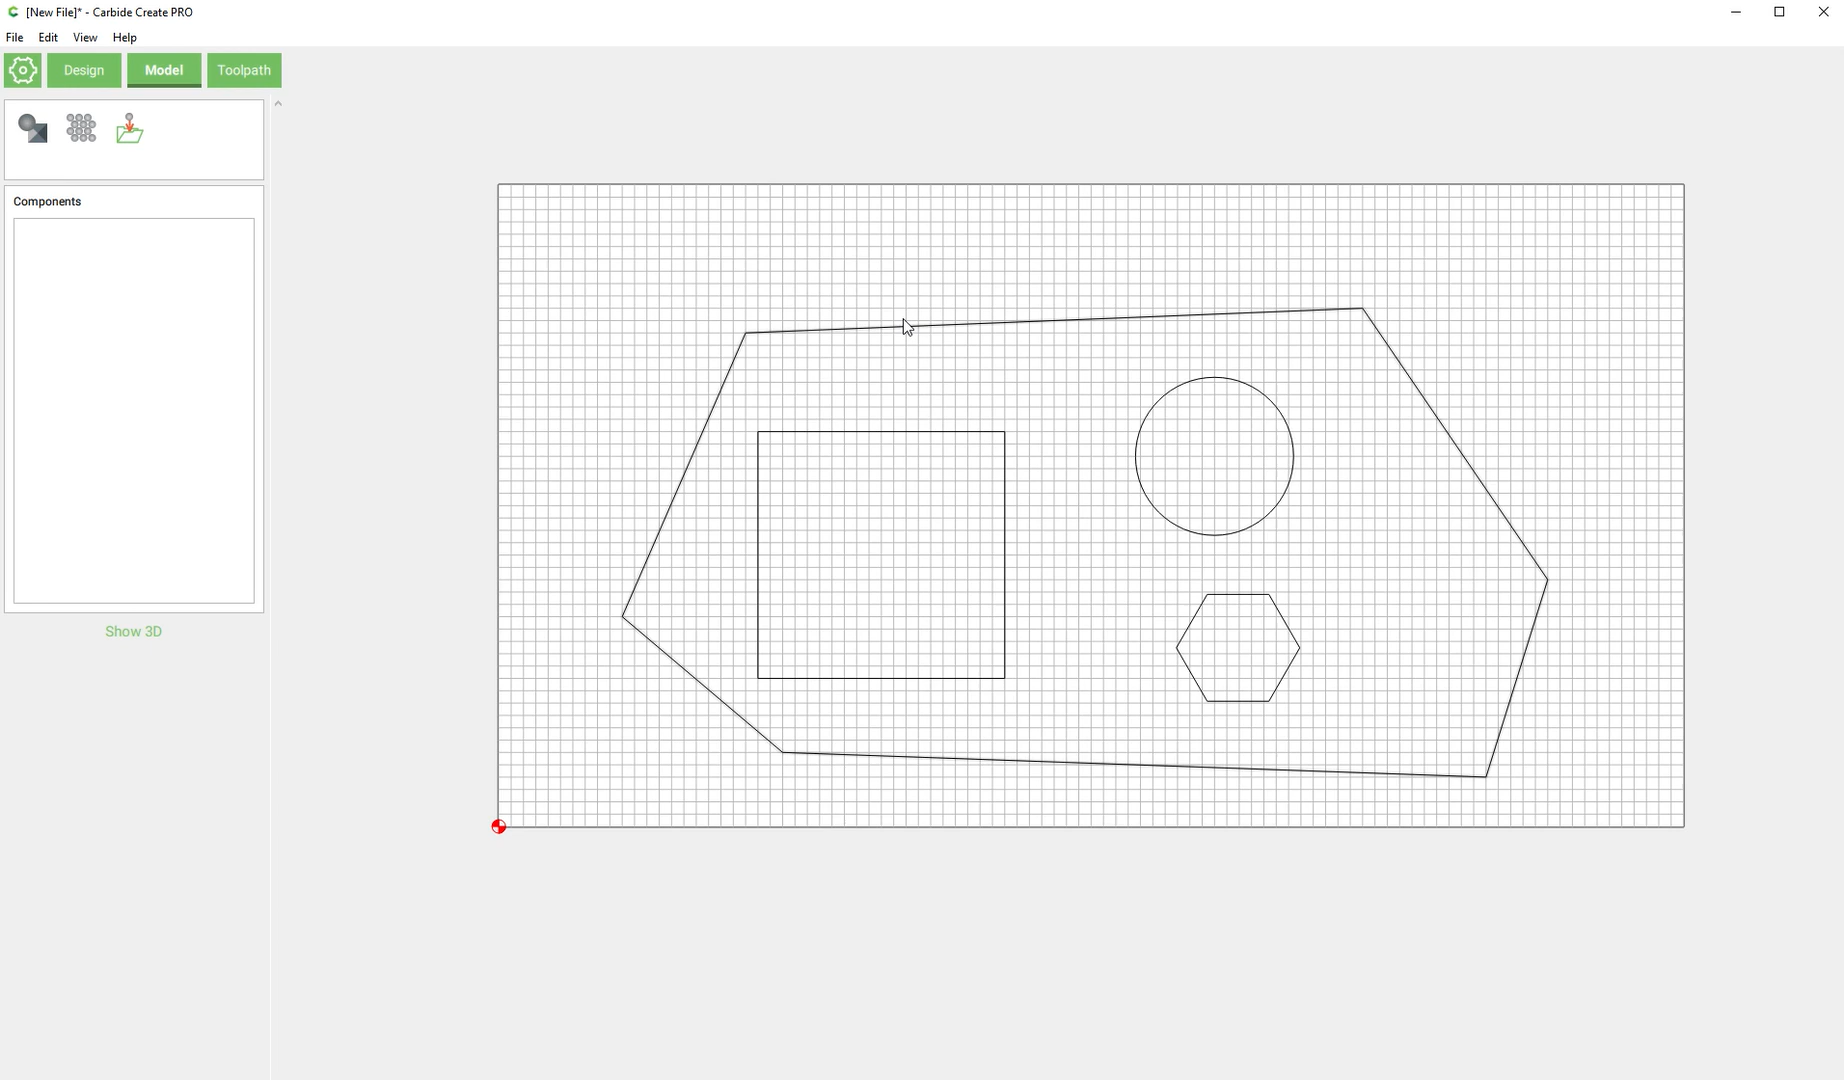 [New File]* - Carbide Create PRO
File Edit View Help
Design Model Toolpath
Components
Show 3D